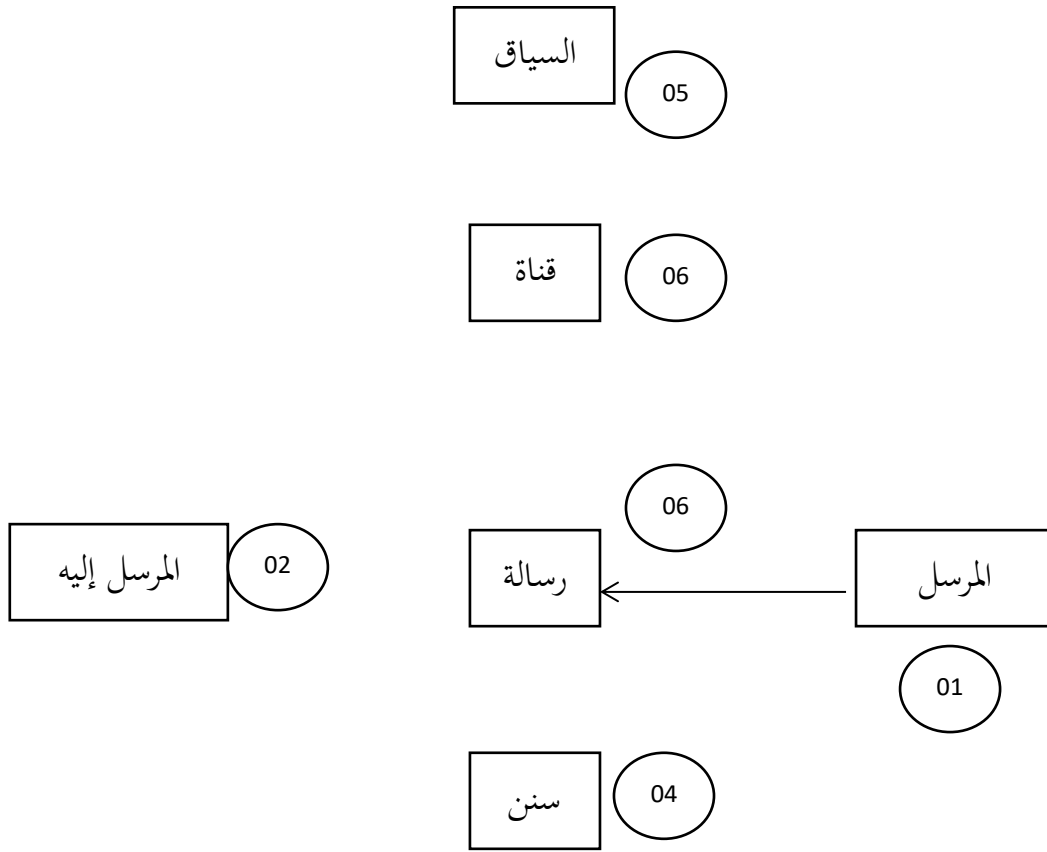 السياق
05
قناة
06
06
المرسل
رسالة
02
المرسل إليه
01
سنن
04